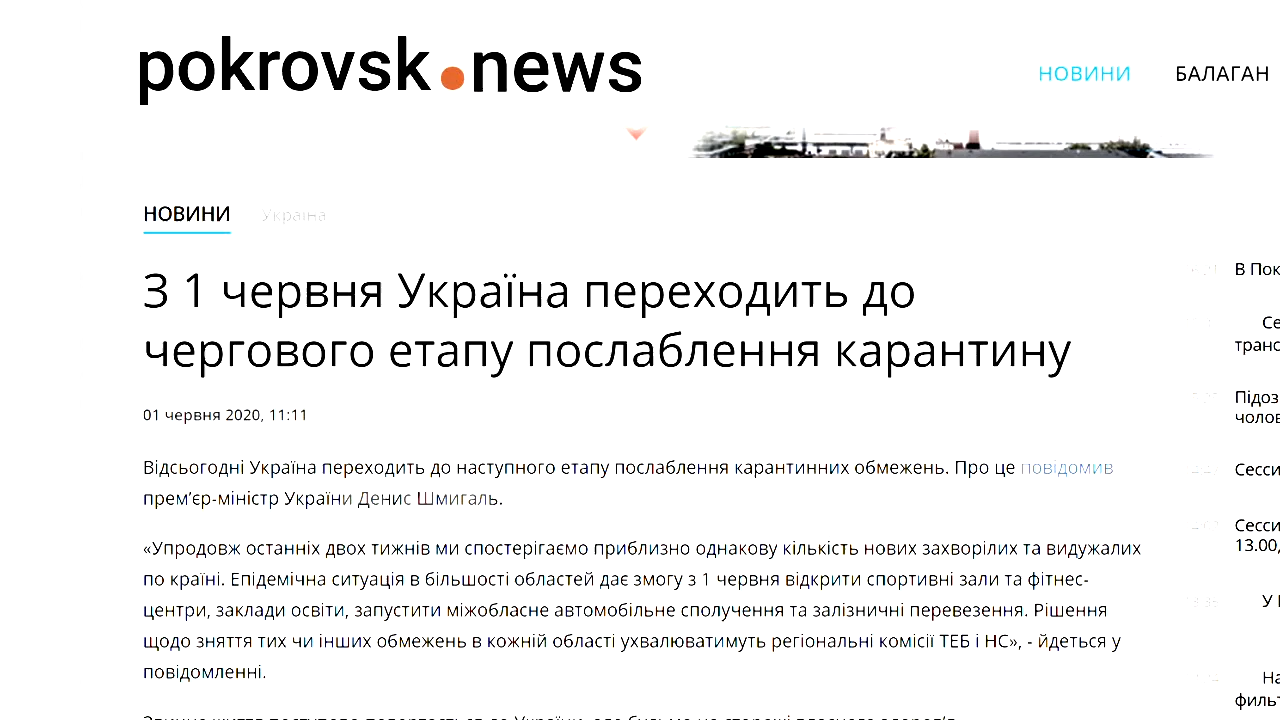 pokrovsk.news
НОВИНИ БАЛАГАН
НОВИНИ Україна
З 1 червня Україна переходить до
чергового етапу послаблення карантину
01 червня 2020, 11:11
Відсьогодні Україна переходить до наступного етапу послаблення карантинних обмежень. Про це повідомив
прем’єр-міністр України Денис Шмигаль.
«Упродовж останніх двох тижнів ми спостерігаємо приблизно однакову кількість нових захворілих та видужалих
по країні. Епідемічна ситуація в більшості областей дає змогу з 1 червня відкрити спортивні зали та фітнес-
центри, заклади освіти, запустити міжобласне автомобільне сполучення та залізничні перевезення. Рішення
щодо зняття тих чи інших обмежень в кожній області ухвалюватимуть регіональні комісії ТЕБ і НС», - йдеться у
повідомленні.
В Пок
Се
транс
Підоз
чолов
Сесси
Сесси
13.00,
У
На
фильт